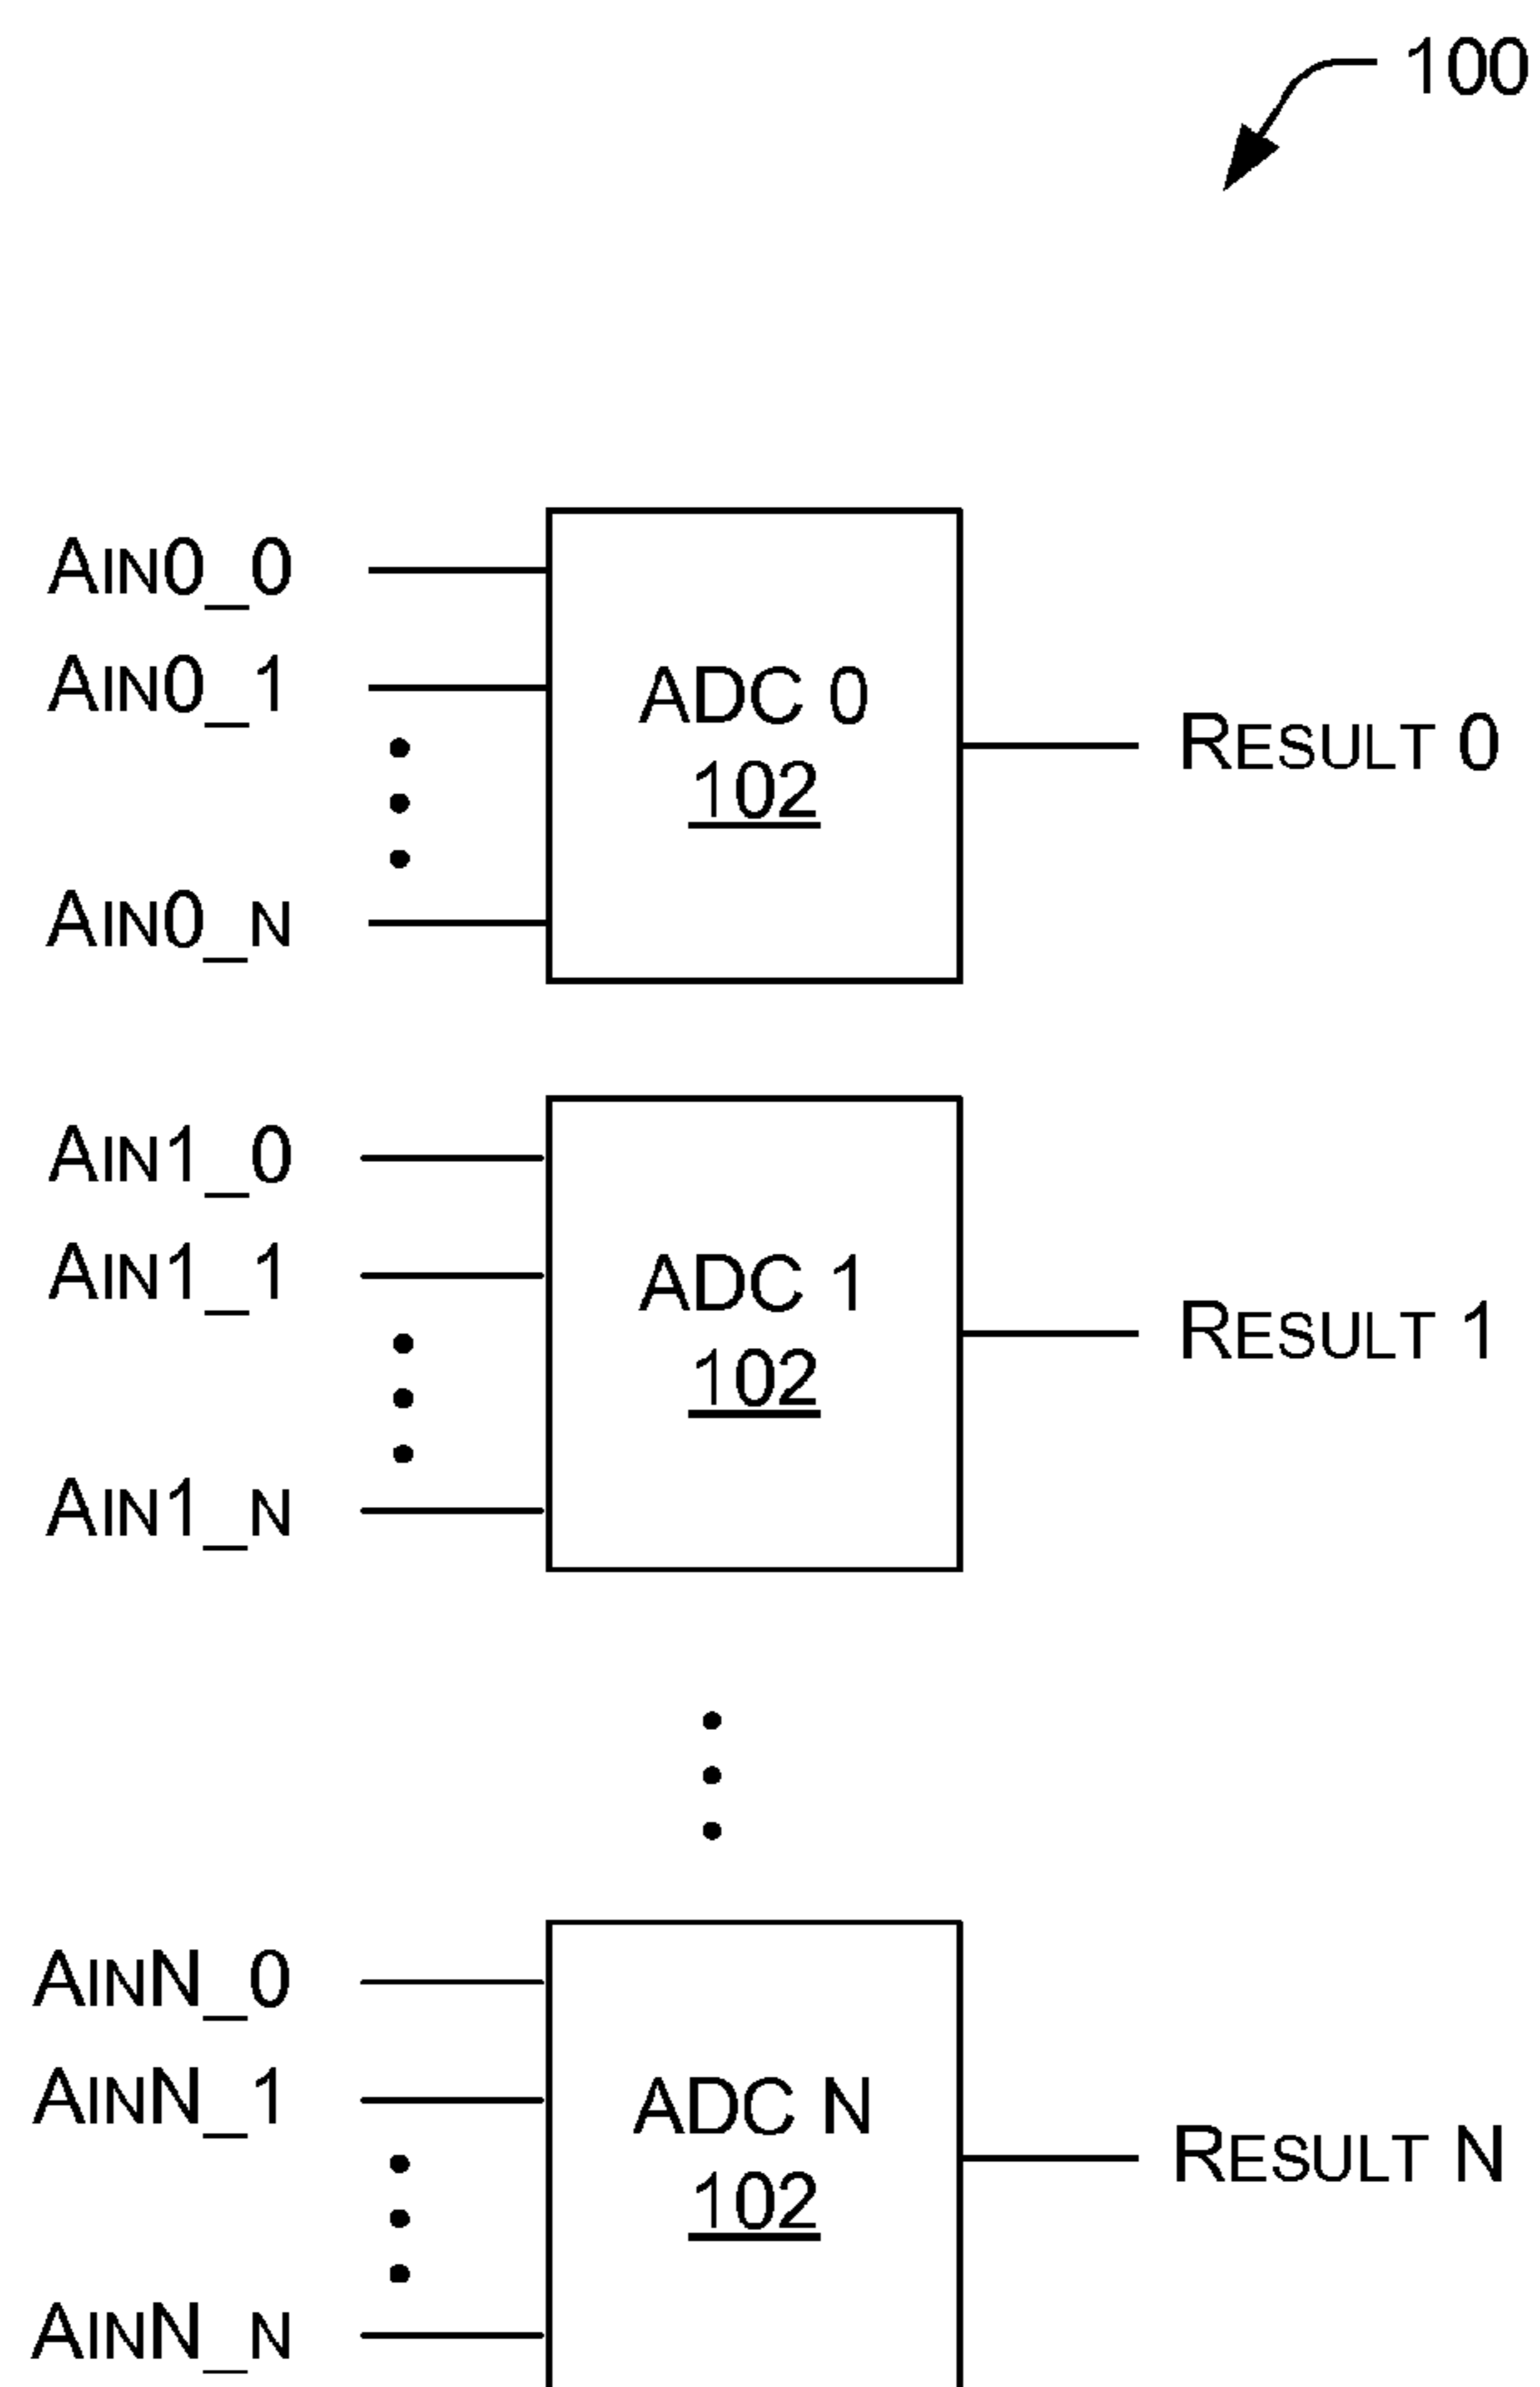 100
AIN0_0
AIN0_1
ADC 0
102
RESULT 0
AIN0_N
AIN1_0
AIN1_1
ADC 1
102
RESULT 1
AIN1_N
AINN_0
AINN_1
ADC N
102
RESULT N
AINN_N